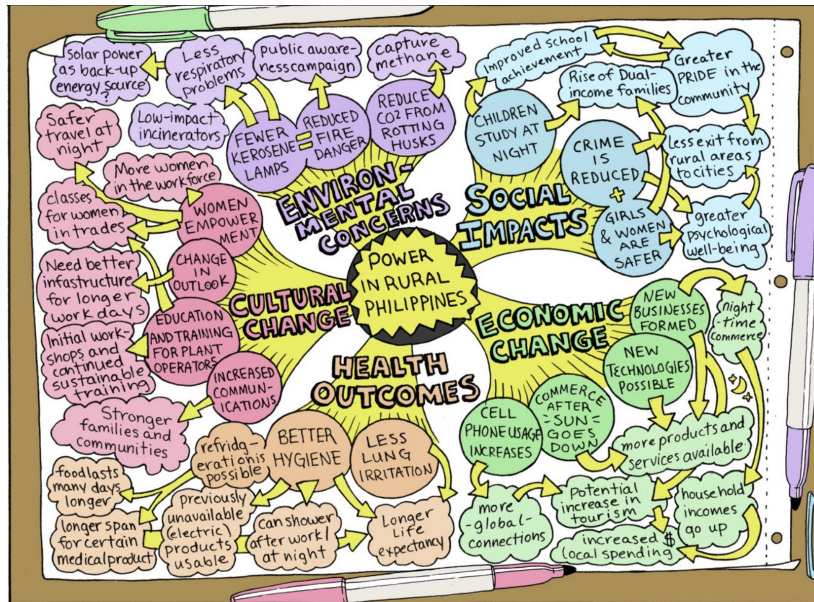 POWER
IN RURAL
PHILIPPINES
ENVIRON-
MENTAL
CONCERNS
FEWER
KEROSENE
LAMPS
=
REDUCED
FIRE
DANGER
REDUCE
CO2 FROM
ROTTING
HUSKS
solar power
as back-up
energy source?
Less
respiratory
problems
public aware-
ness campaign
capture
methane
Low-impact
incinerators
SOCIAL
IMPACTS
CHILDREN
STUDY AT
NIGHT
CRIME
IS
REDUCED
+
GIRLS
& WOMEN
ARE
SAFER
improved school
achievement
Rise of Dual-
income families
Greater
PRIDE in the
community
Less exit from
rural areas
to cities
greater
psychological
well-being
CULTURAL
CHANGE
WOMEN
EMPOWER
MENT
CHANGE
IN
OUTLOOK
EDUCATION
AND TRAINING
FOR PLANT
OPERATORS
INCREASED
COMMUN-
ICATIONS
Safer
travel at
night
More women
in the workforce
classes
for women
in trades
Need better
infastructure
for longer
work days
Initial work-
shops and
continued
sustainable
training
Stronger
families and
communities
HEALTH
OUTCOMES
BETTER
HYGIENE
LESS
LUNG
IRRITATION
refridg-
eration is
possible
food lasts
many days
longer
longer span
for certain
medical product
previously
unavailable
(electric)
products
usable
can shower
after work/
at night
Longer
Life
expectancy
ECONOMIC
CHANGE
NEW
BUSINESSES
FORMED
NEW
TECHNOLOGIES
POSSIBLE
COMMERCE
AFTER
-SUN-
GOES
DOWN
CELL
PHONE USAGE
INCREASES
night-
time
commerce
more products and
services available
more
-global-
connections
Potential
increase in
tourism
household
incomes
go up
increased $
local spending